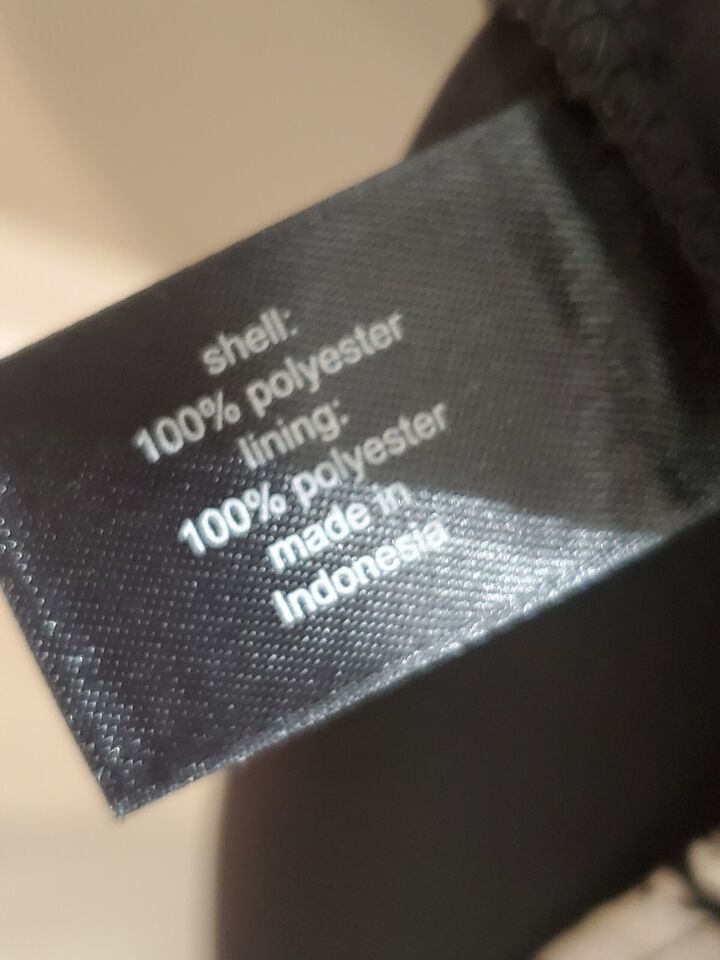 shell:
100% polyester
lining:
100% polyester
made in
Indonesia